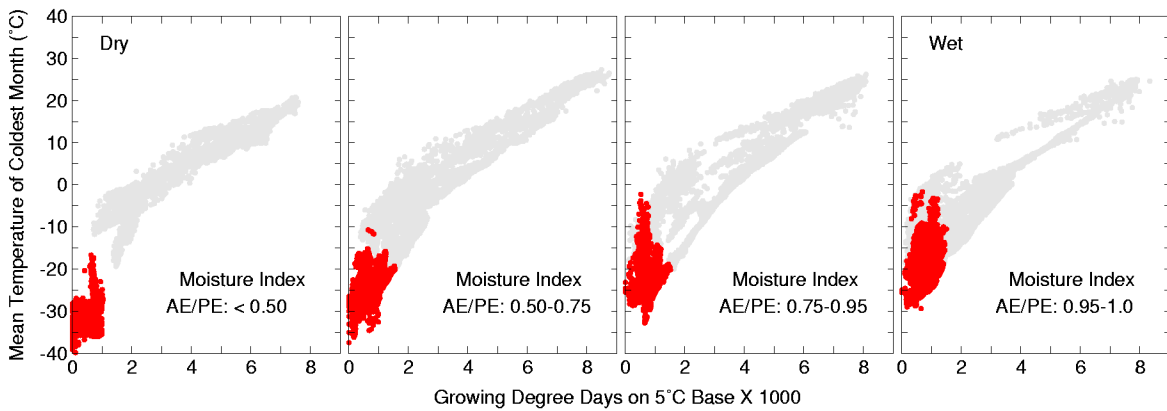 Mean Temperature of Coldest Month (˚C)
40
30
20
10
0
-10
-20
-30
-40
Dry
Wet
Moisture Index
AE/PE: < 0.50
Moisture Index
AE/PE: 0.50-0.75
Moisture Index
AE/PE: 0.75-0.95
Moisture Index
AE/PE: 0.95-1.0
0 2 4 6 8
0 2 4 6 8
0 2 4 6 8
0 2 4 6 8
Growing Degree Days on 5˚C Base X 1000